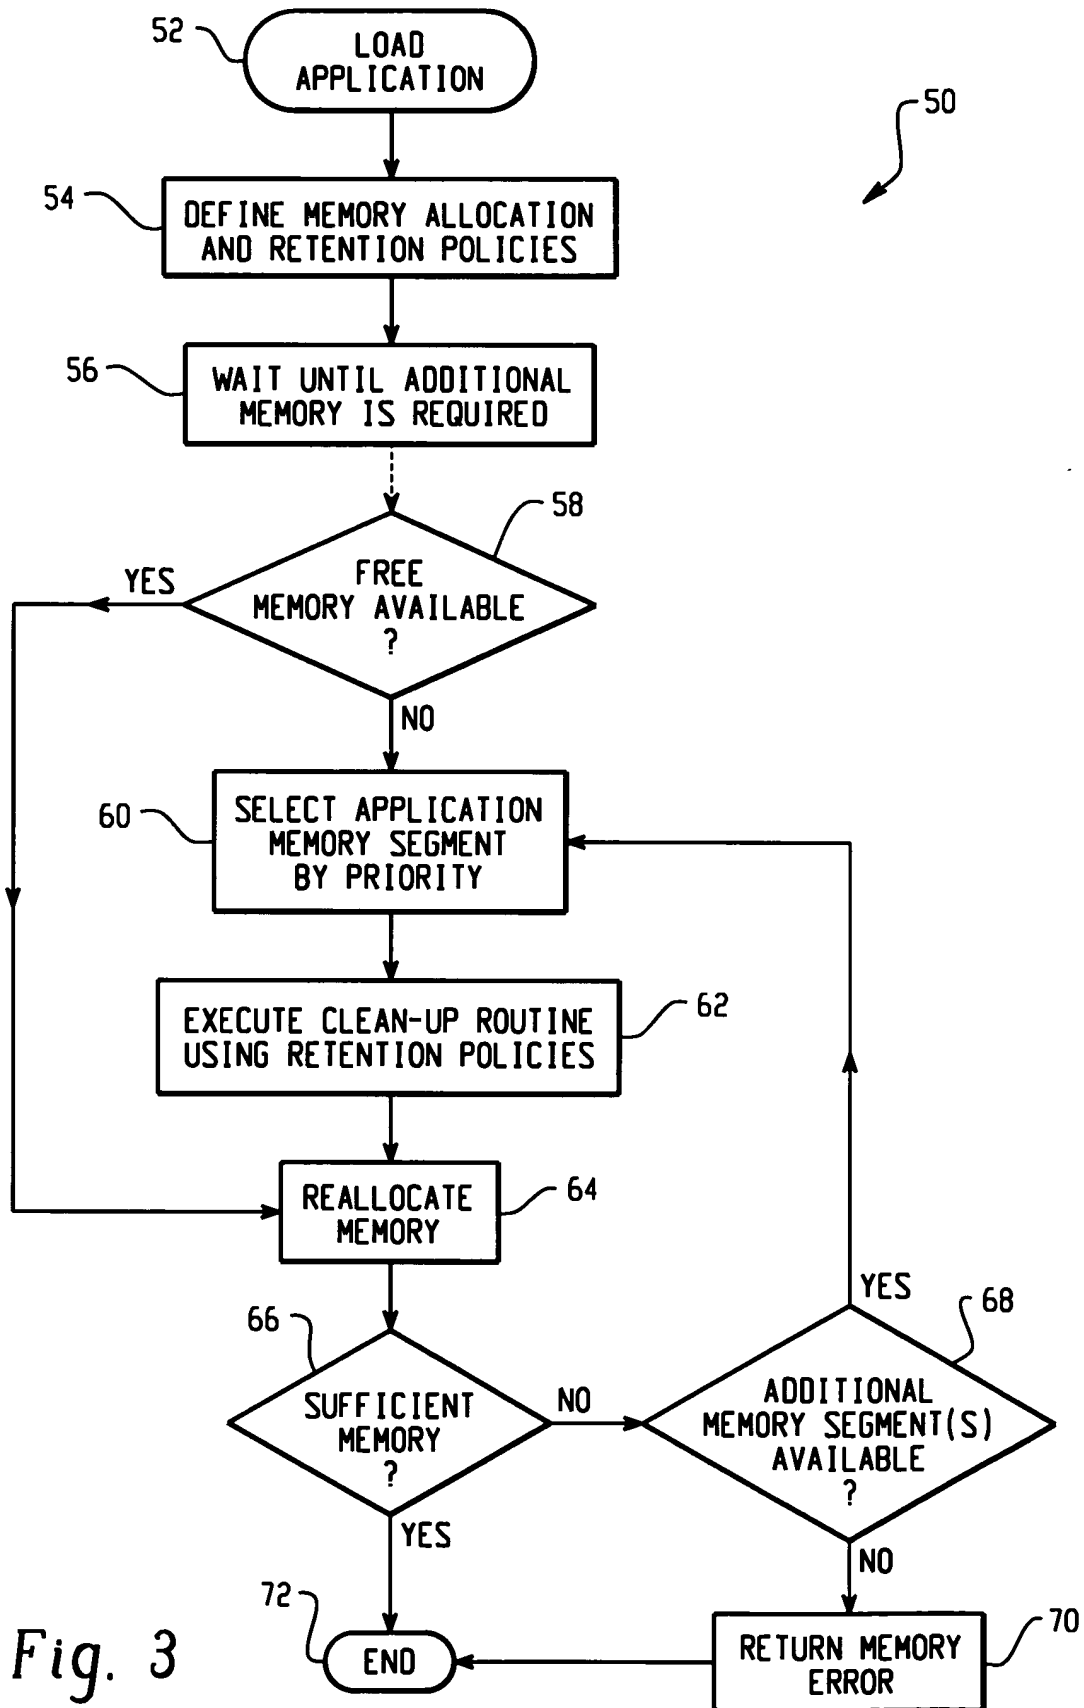 52
LOAD
APPLICATION
50
54
DEFINE MEMORY ALLOCATION
AND RETENTION POLICIES
56
WAIT UNTIL ADDITIONAL
MEMORY IS REQUIRED
58
YES
FREE
MEMORY AVAILABLE
?
NO
60
SELECT APPLICATION
MEMORY SEGMENT
BY PRIORITY
62
EXECUTE CLEAN-UP ROUTINE
USING RETENTION POLICIES
64
REALLOCATE
MEMORY
66
SUFFICIENT
MEMORY
?
NO
YES
68
YES
ADDITIONAL
MEMORY SEGMENT(S)
AVAILABLE
?
NO
70
RETURN MEMORY
ERROR
72
END
Fig. 3